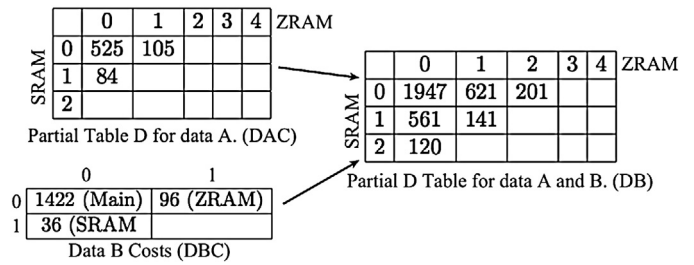 0 1 2 3 4 ZRAM
SRAM
0 525 105
1 84
2
Partial Table D for data A. (DAC)
0 1 2 3 4 ZRAM
SRAM
0 1947 621 201
1 561 141
2 120
Partial D Table for data A and B. (DB)
0 1
0 1422 (Main) 96 (ZRAM)
1 36 (SRAM
Data B Costs (DBC)